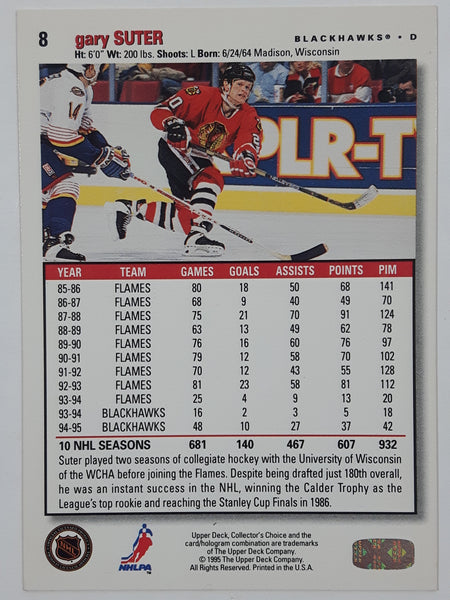 8 gary SUTER BLACKHAWKS® • D
Ht: 6'0" Wt: 200 lbs. Shoots: L Born: 6/24/64 Madison, Wisconsin
14
20
PLR-T
YEAR TEAM GAMES GOALS ASSISTS POINTS PIM
85-86 FLAMES 80 18 50 68 141
86-87 FLAMES 68 9 40 49 70
87-88 FLAMES 75 21 70 91 124
88-89 FLAMES 63 13 49 62 78
89-90 FLAMES 76 16 60 76 97
90-91 FLAMES 79 12 58 70 102
91-92 FLAMES 70 12 43 55 128
92-93 FLAMES 81 23 58 81 112
93-94 FLAMES 25 4 9 13 20
93-94 BLACKHAWKS 16 2 3 5 18
94-95 BLACKHAWKS 48 10 27 37 42
10 NHL SEASONS 681 140 467 607 932
Suter played two seasons of collegiate hockey with the University of Wisconsin
of the WCHA before joining the Flames. Despite being drafted just 180th overall,
he was an instant success in the NHL, winning the Calder Trophy as the
League's top rookie and reaching the Stanley Cup Finals in 1986.
Upper Deck, Collector's Choice and the
card/hologram combination are trademarks
of The Upper Deck Company.
© 1995 The Upper Deck Company.
All Rights Reserved. Printed in the U.S.A.
NHL
NHLPA